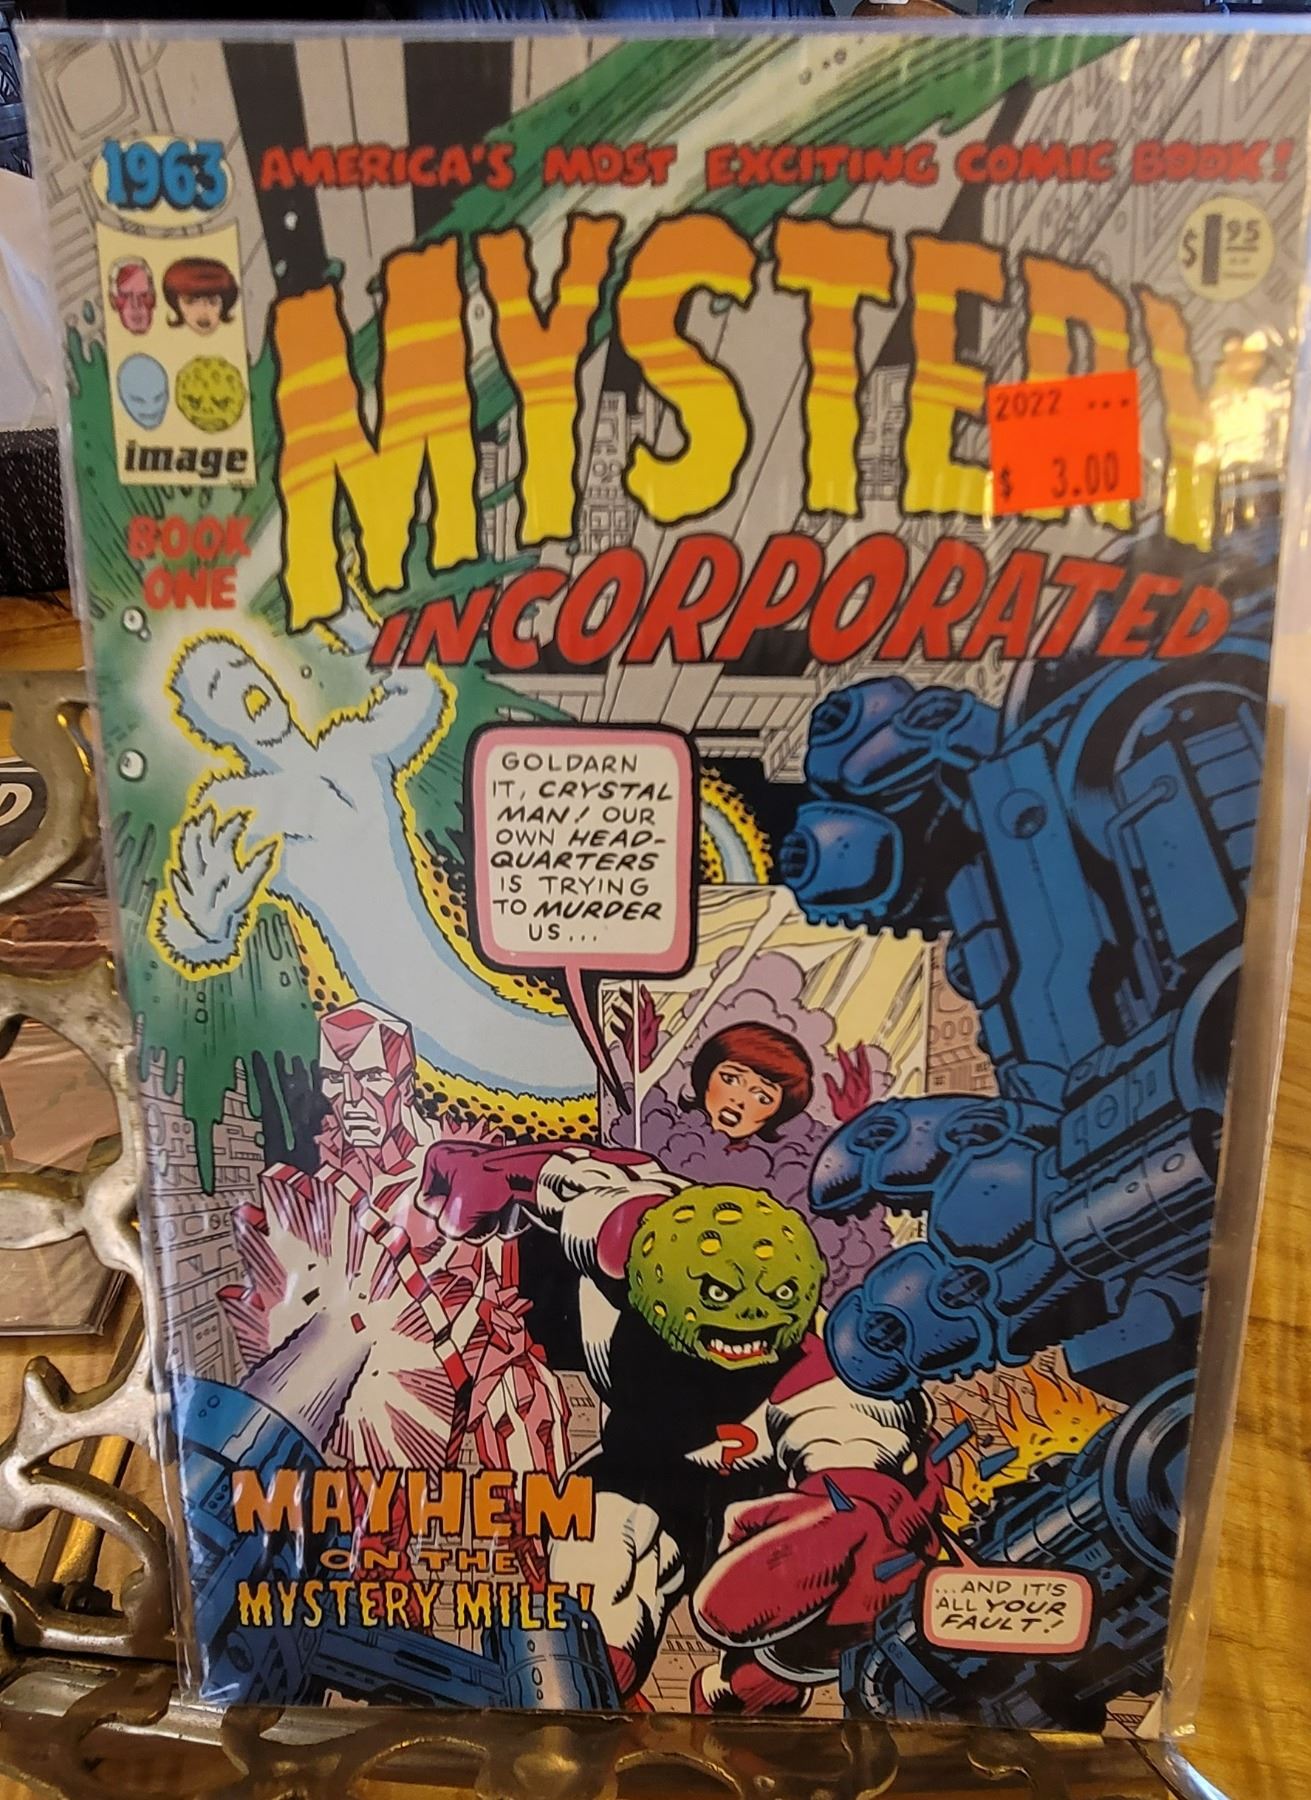 1963
AMERICA'S MOST EXCITING COMIC BOOK!
$1.95
MYSTERY
INCORPORATED
2022 ...
$ 3.00
image
BOOK
ONE
GOLDARN
IT, CRYSTAL
MAN! OUR
OWN HEAD-
QUARTERS
IS TRYING
TO MURDER
US...
?
MAYHEM
ON THE
MYSTERY MILE!
...AND IT'S
ALL YOUR
FAULT!